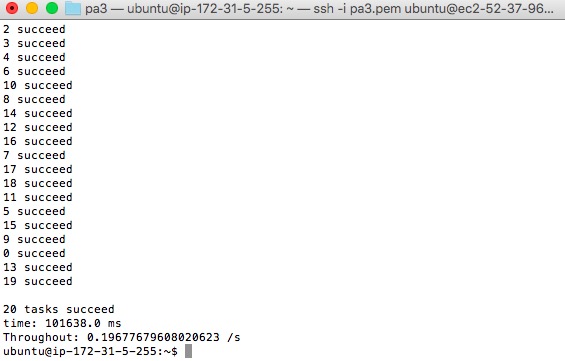 pa3 — ubuntu@ip-172-31-5-255: ~ — ssh -i pa3.pem ubuntu@ec2-52-37-96...
2 succeed
3 succeed
4 succeed
6 succeed
10 succeed
8 succeed
14 succeed
12 succeed
16 succeed
7 succeed
17 succeed
18 succeed
11 succeed
5 succeed
15 succeed
9 succeed
0 succeed
13 succeed
19 succeed
20 tasks succeed
time: 101638.0 ms
Throughout: 0.19677679608020623 /s
ubuntu@ip-172-31-5-255:~$